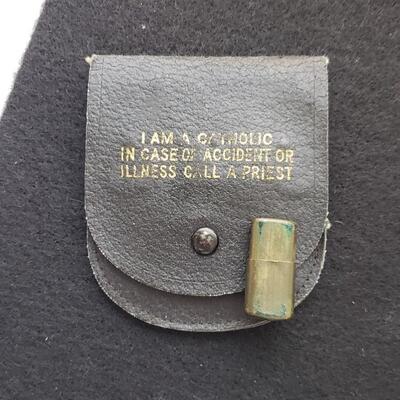 I AM A CATHOLIC
IN CASE OF ACCIDENT OR
ILLNESS CALL A PRIEST